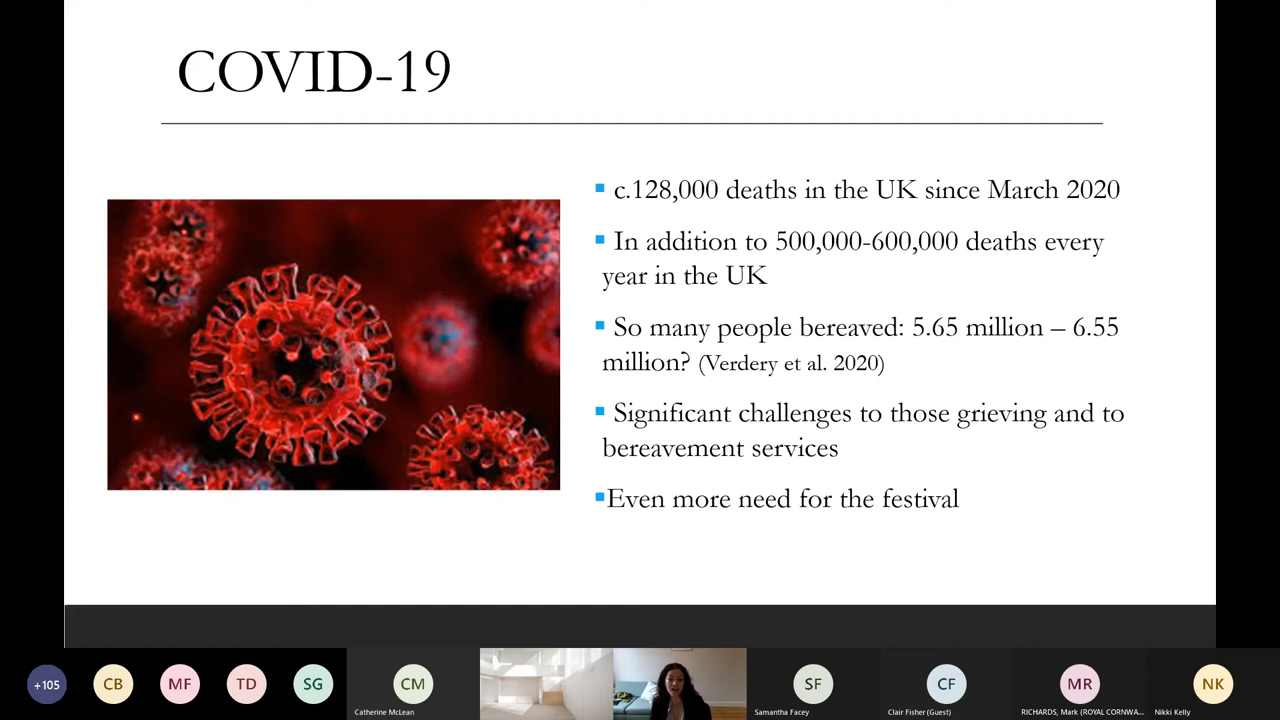 COVID-19
c.128,000 deaths in the UK since March 2020
In addition to 500,000-600,000 deaths every
year in the UK
So many people bereaved: 5.65 million – 6.55
million? (Verdery et al. 2020)
Significant challenges to those grieving and to
bereavement services
Even more need for the festival
+105
CB
MF
TD
SG
CM
SF
CF
MR
NK
Catherine McLean
Samantha Facey
Clair Fisher (Guest)
RICHARDS, Mark (ROYAL CORNWA...
Nikki Kelly